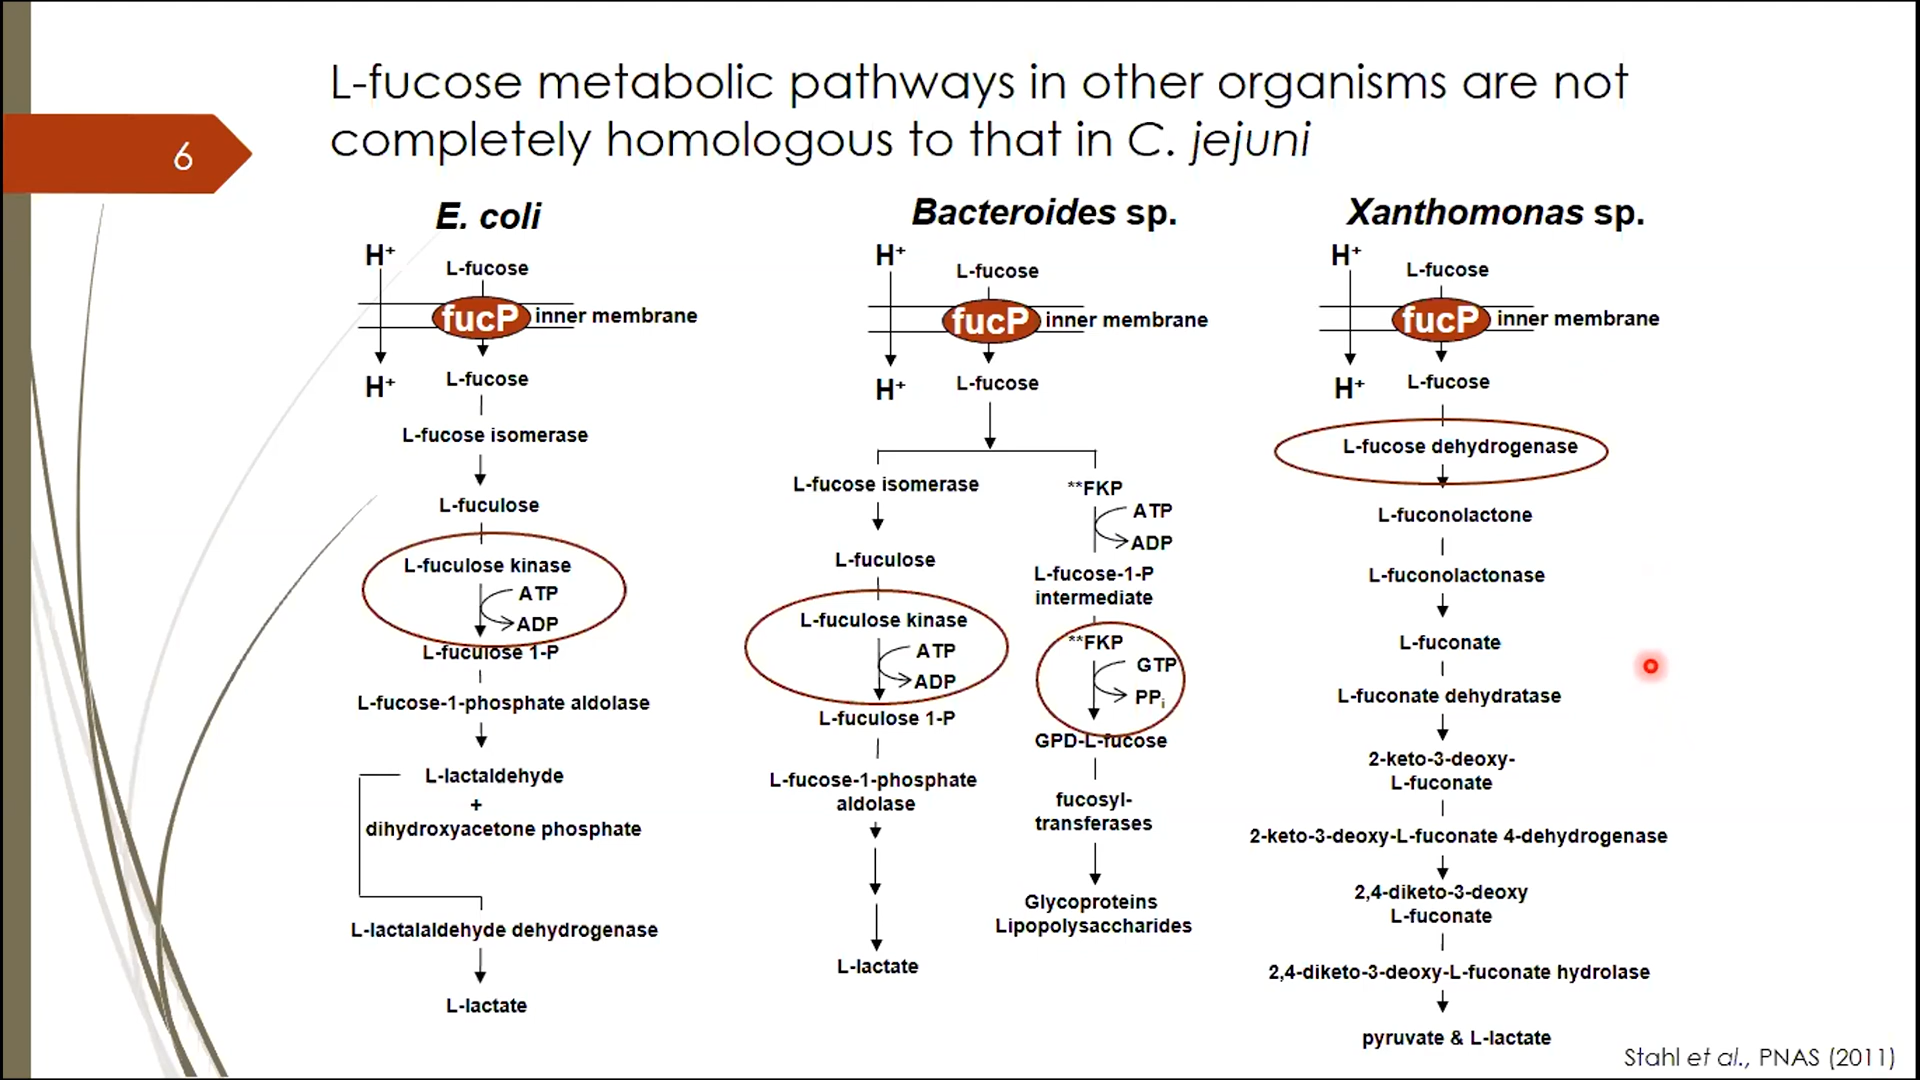 L-fucose metabolic pathways in other organisms are not
completely homologous to that in C. jejuni
6
E. coli
H⁺
L-fucose
fucP
inner membrane
H⁺
L-fucose
L-fucose isomerase
L-fuculose
L-fuculose kinase
ATP
ADP
L-fuculose 1-P
L-fucose-1-phosphate aldolase
L-lactaldehyde
+
dihydroxyacetone phosphate
L-lactalaldehyde dehydrogenase
L-lactate
Bacteroides sp.
H⁺
L-fucose
fucP
inner membrane
H⁺
L-fucose
L-fucose isomerase
L-fuculose
L-fuculose kinase
ATP
ADP
L-fuculose 1-P
L-fucose-1-phosphate
aldolase
L-lactate
**FKP
ATP
ADP
L-fucose-1-P
intermediate
**FKP
GTP
PPᵢ
GPD-L-fucose
fucosyl-
transferases
Glycoproteins
Lipopolysaccharides
Xanthomonas sp.
H⁺
L-fucose
fucP
inner membrane
H⁺
L-fucose
L-fucose dehydrogenase
L-fuconolactone
L-fuconolactonase
L-fuconate
L-fuconate dehydratase
2-keto-3-deoxy-
L-fuconate
2-keto-3-deoxy-L-fuconate 4-dehydrogenase
2,4-diketo-3-deoxy
L-fuconate
2,4-diketo-3-deoxy-L-fuconate hydrolase
pyruvate & L-lactate
Stahl et al., PNAS (2011)